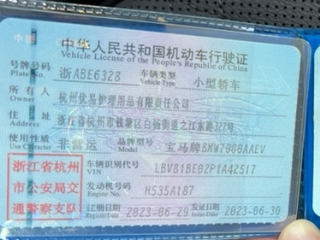 中华人民共和国机动车行驶证
Vehicle License of the People's Republic of China
号牌号码 浙ABE6328 车辆类型 小型轿车
Plate No. Vehicle Type
所有人 杭州优易护理用品有限责任公司
Owner
住址 浙江省杭州市钱塘区白杨街道之江东路127号
Address
使用性质 非营运 品牌型号 宝马牌BMW7000AAEV
浙江省杭州
市公安局交
通警察支队
车辆识别代号 LBV81BE02P1A42517
VIN
发动机号码 HS35A187
Engine No.
注册日期 2023-06-29 发证日期 2023-06-30
Register Date Issue Date